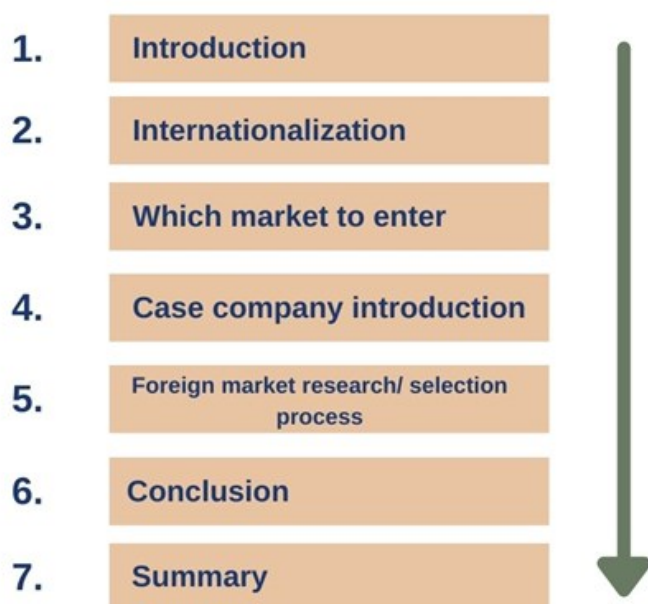 1. Introduction
2. Internationalization
3. Which market to enter
4. Case company introduction
5. Foreign market research/ selection
process
6. Conclusion
7. Summary